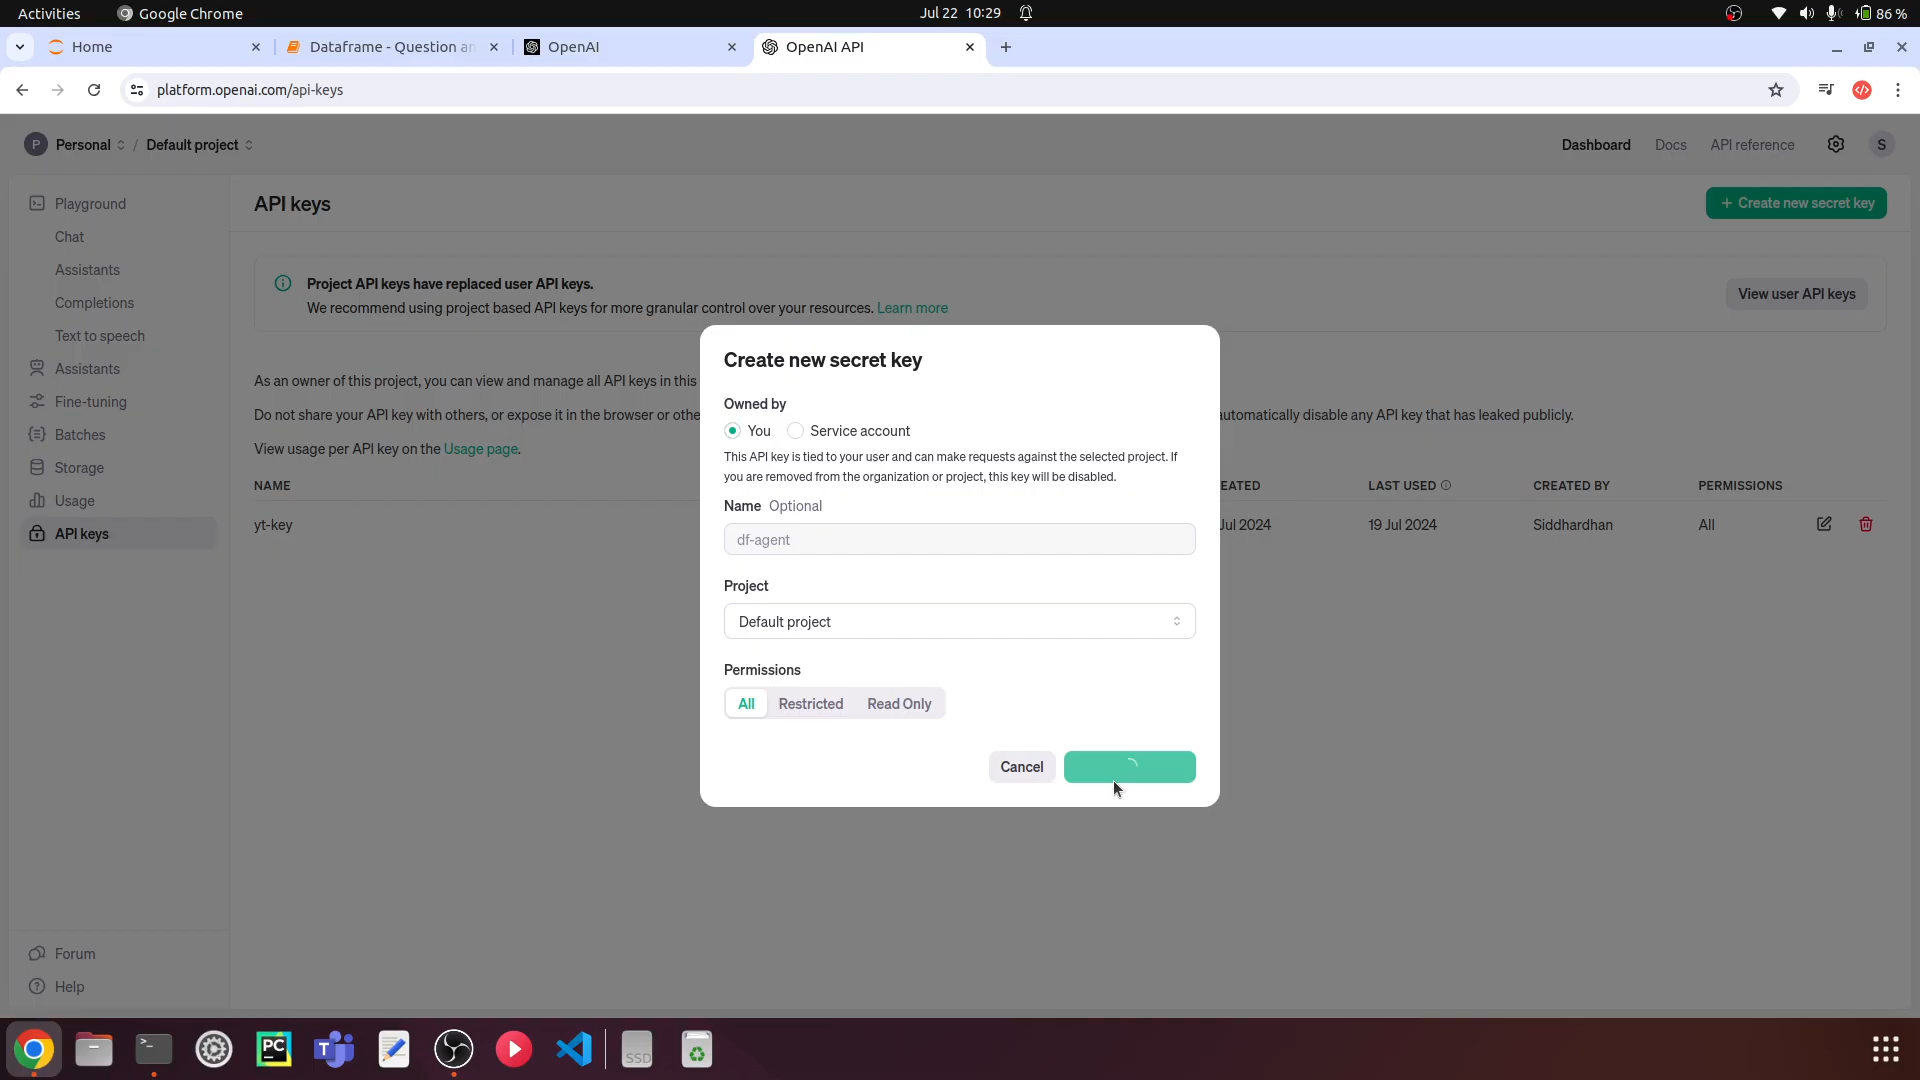 Activities
Google Chrome
Jul 22 10:29
86 %
Home
Dataframe - Question an
OpenAI
OpenAI API
platform.openai.com/api-keys
P Personal / Default project
Dashboard
Docs
API reference
S
Playground
Chat
Assistants
Completions
Text to speech
Assistants
Fine-tuning
Batches
Storage
Usage
API keys
Forum
Help
API keys
+ Create new secret key
Project API keys have replaced user API keys.
We recommend using project based API keys for more granular control over your resources. Learn more
View user API keys
As an owner of this project, you can view and manage all API keys in this
Do not share your API key with others, or expose it in the browser or othe
automatically disable any API key that has leaked publicly.
View usage per API key on the Usage page.
NAME
EATED
LAST USED
CREATED BY
PERMISSIONS
yt-key
Jul 2024
19 Jul 2024
Siddhardhan
All
Create new secret key
Owned by
You
Service account
This API key is tied to your user and can make requests against the selected project. If
you are removed from the organization or project, this key will be disabled.
Name Optional
df-agent
Project
Default project
Permissions
All
Restricted
Read Only
Cancel
>_
PC
T
SSD